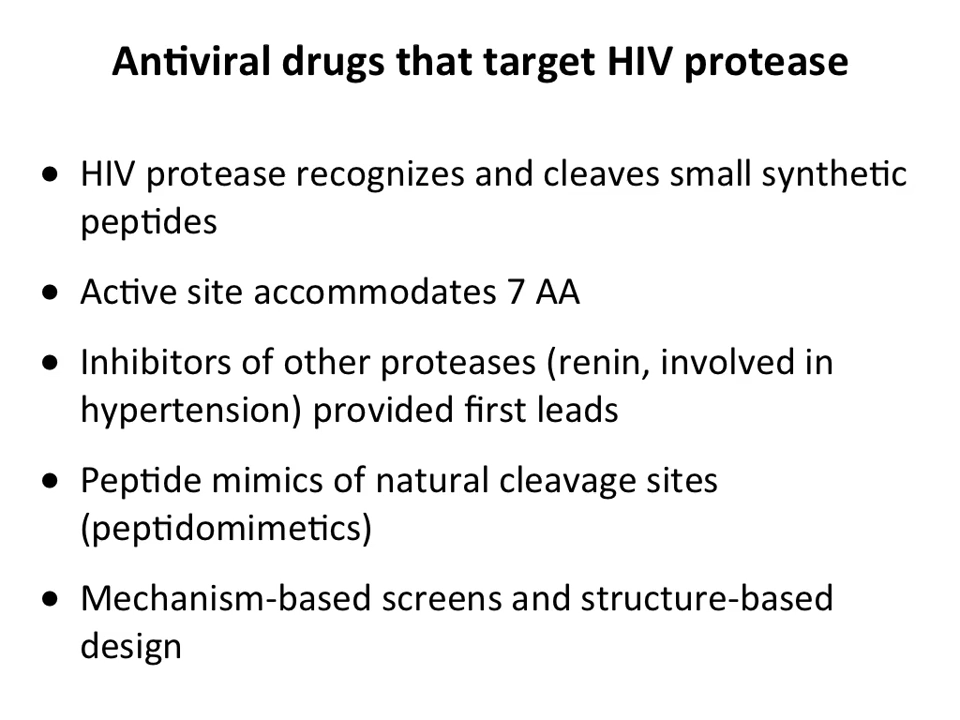 Antiviral drugs that target HIV protease
• HIV protease recognizes and cleaves small synthetic
peptides
• Active site accommodates 7 AA
• Inhibitors of other proteases (renin, involved in
hypertension) provided first leads
• Peptide mimics of natural cleavage sites
(peptidomimetics)
• Mechanism-based screens and structure-based
design